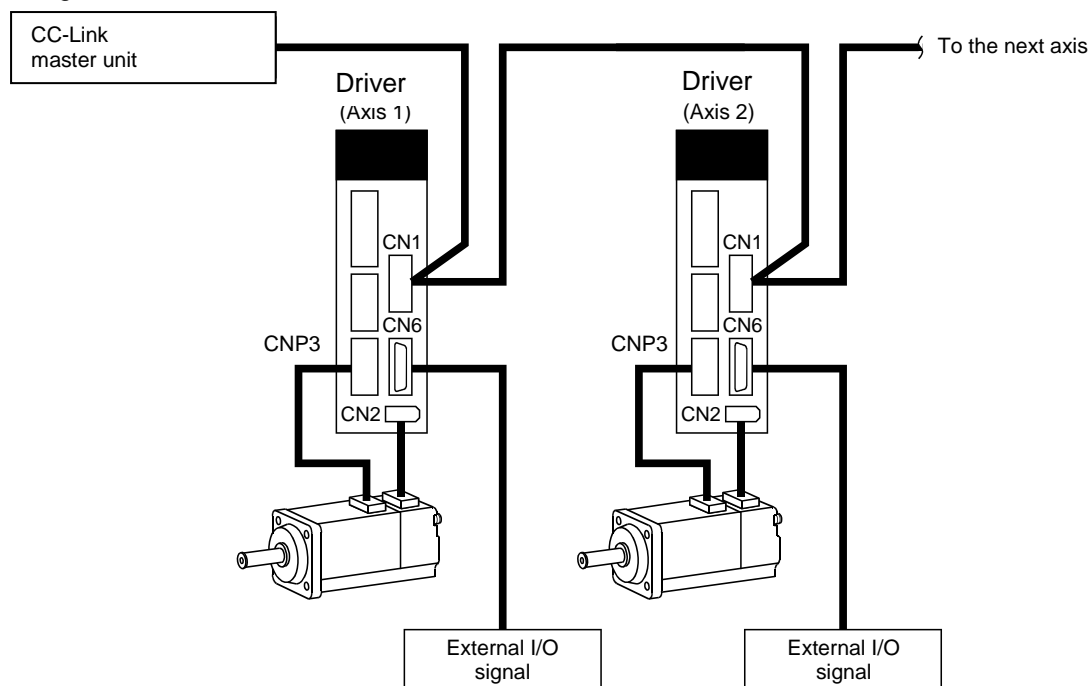 CC-Link
master unit
To the next axis
Driver
(Axis 1)
Driver
(Axis 2)
CN1
CN1
CN6
CN6
CNP3
CNP3
CN2
CN2
External I/O
signal
External I/O
signal